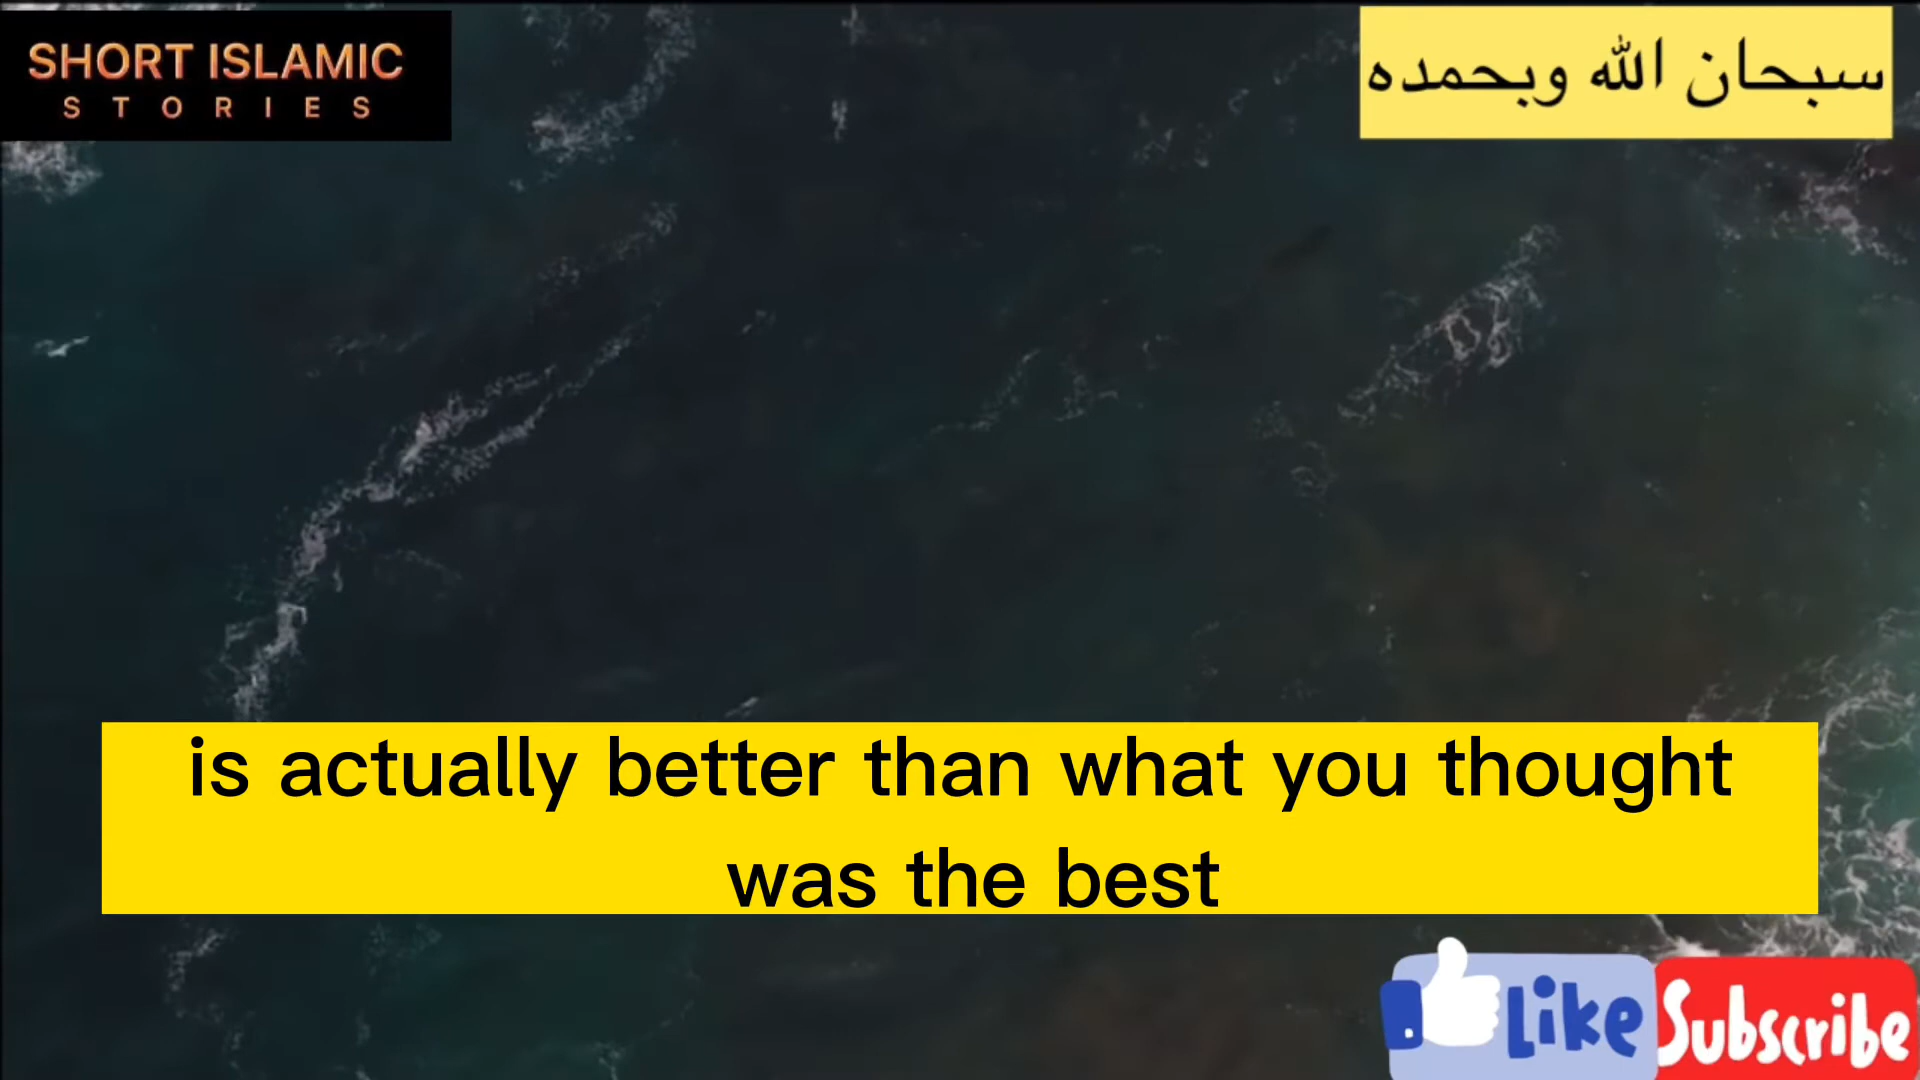 SHORT ISLAMIC
STORIES
سبحان الله وبحمده
is actually better than what you thought
was the best
Like
Subscribe